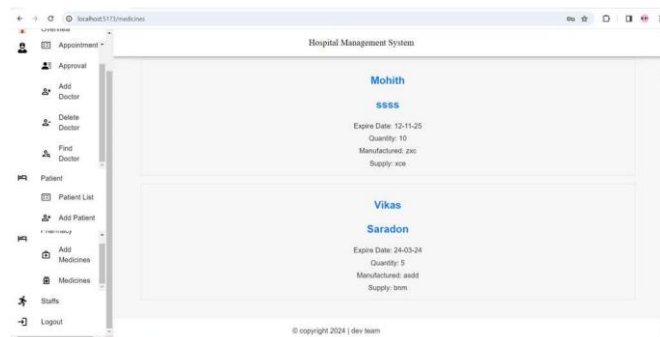 localhost:5173/medicines
Overview
Appointment
Approval
Add
Doctor
Delete
Doctor
Find
Doctor
Patient
Patient List
Add Patient
Pharmacy
Add
Medicines
Medicines
Staffs
Logout
Hospital Management System
Mohith
ssss
Expire Date: 12-11-25
Quantity: 10
Manufactured: zxc
Supply: xce
Vikas
Saradon
Expire Date: 24-03-24
Quantity: 5
Manufactured: asdd
Supply: bnm
© copyright 2024 | dev team